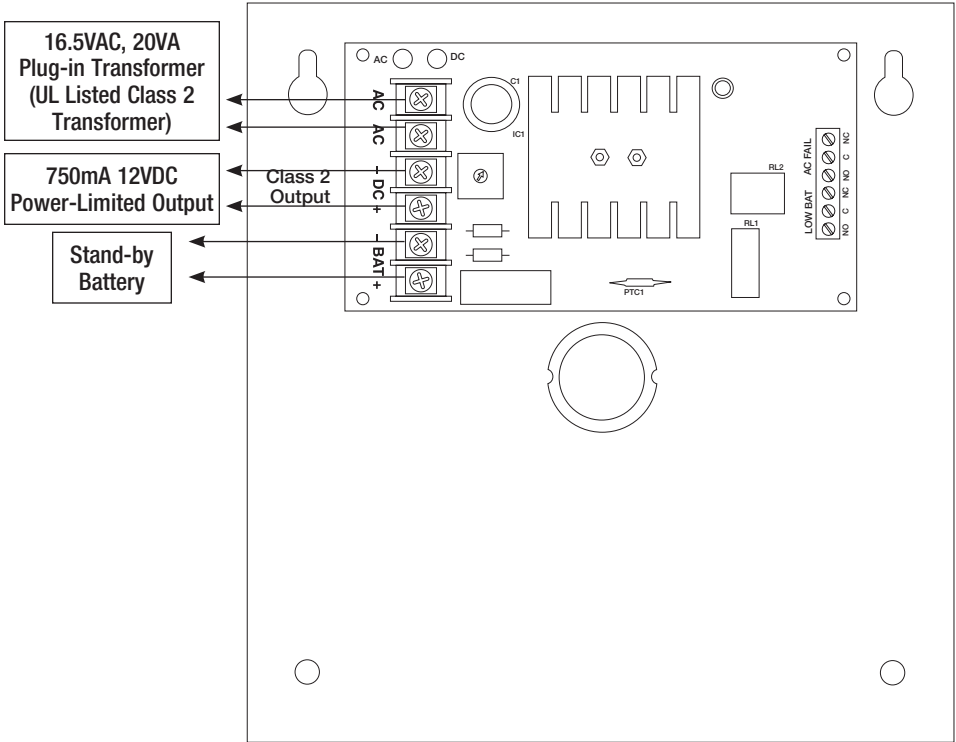 16.5VAC, 20VA
Plug-in Transformer
(UL Listed Class 2
Transformer)
750mA 12VDC
Power-Limited Output
Stand-by
Battery
Class 2
Output
AC
DC
AC
AC
– DC +
– BAT +
C1
IC1
RL2
RL1
PTC1
AC FAIL
LOW BAT
NC
C
NO
NC
C
NO